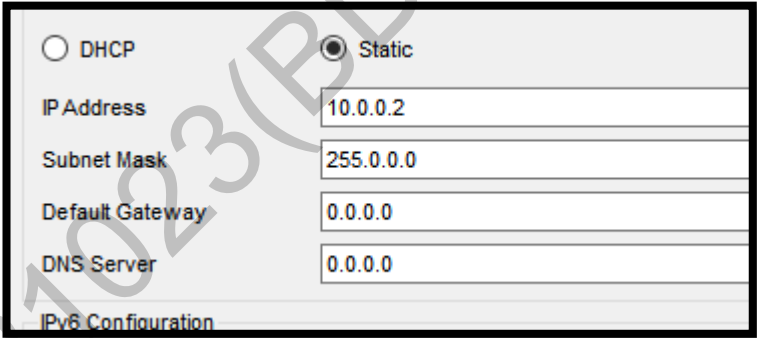 DHCP Static
IP Address 10.0.0.2
Subnet Mask 255.0.0.0
Default Gateway 0.0.0.0
DNS Server 0.0.0.0
IPv6 Configuration